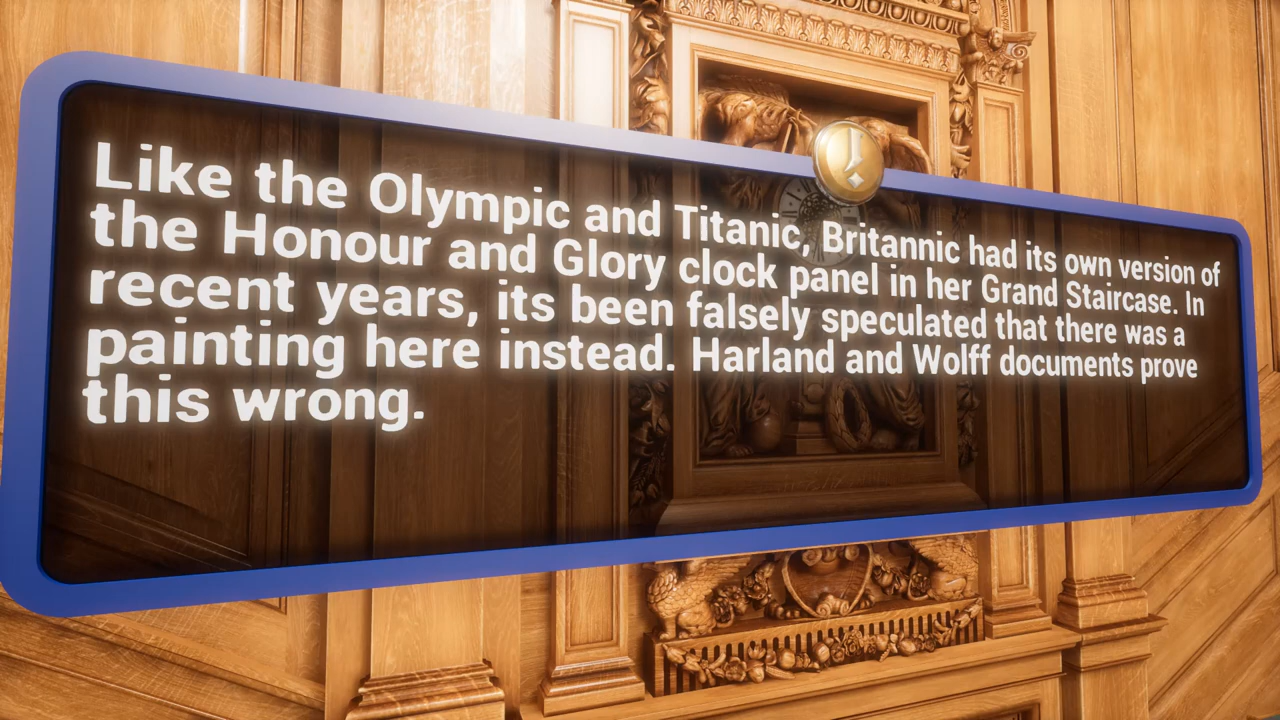 Like the Olympic and Titanic, Britannic had its own version of
the Honour and Glory clock panel in her Grand Staircase. In
recent years, its been falsely speculated that there was a
painting here instead. Harland and Wolff documents prove
this wrong.